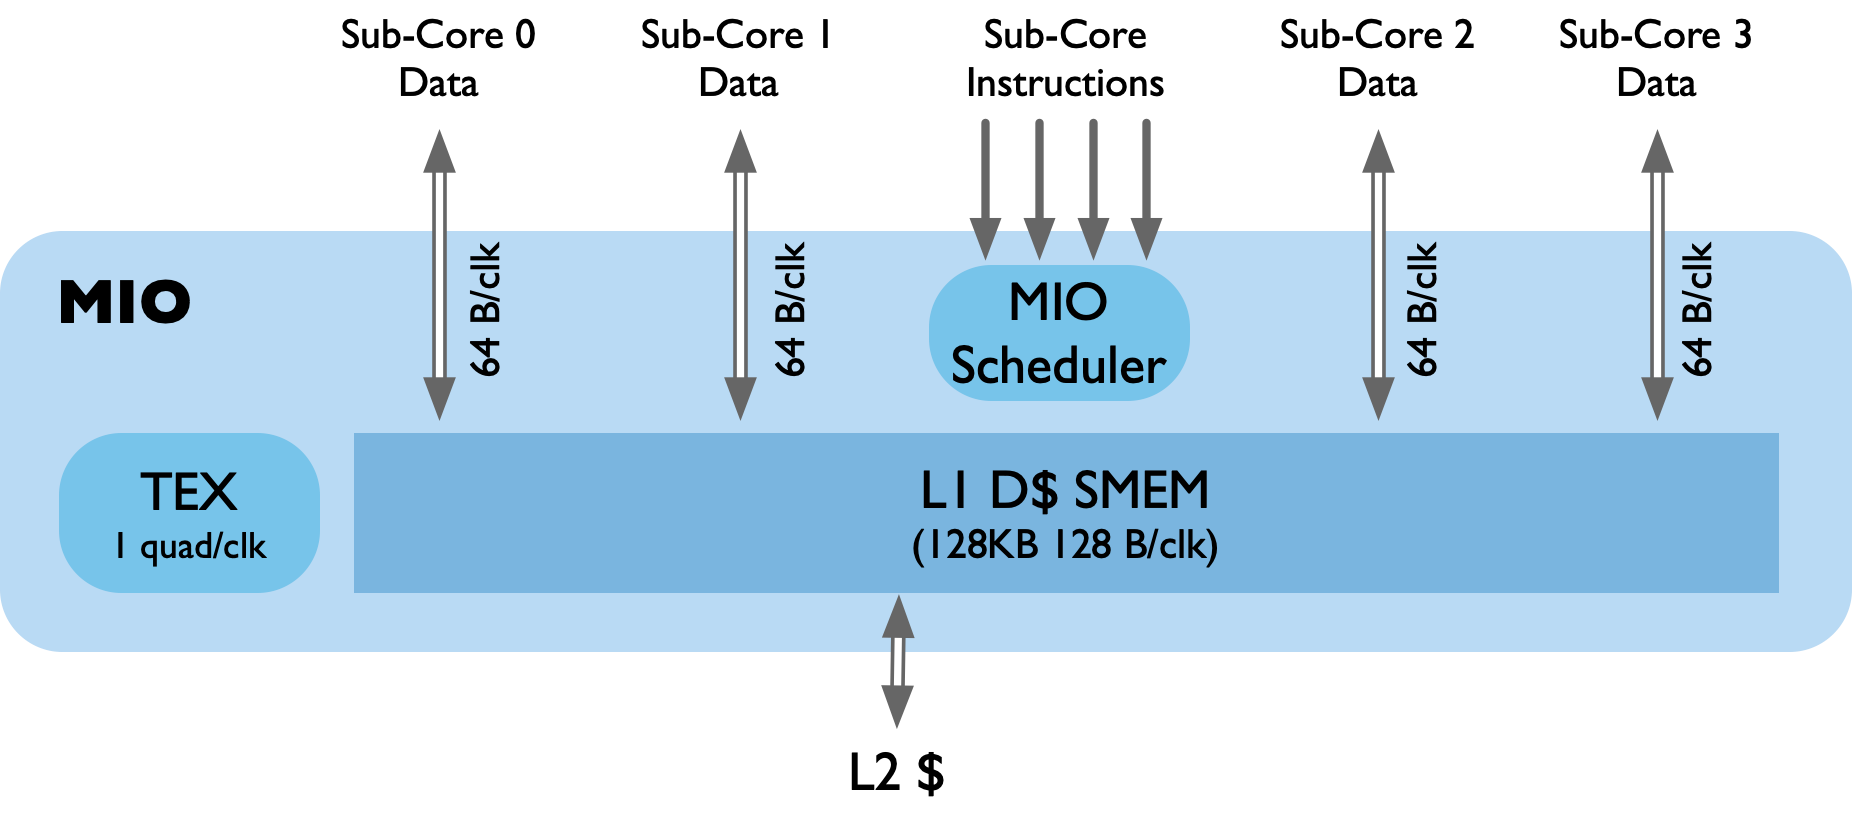 Sub-Core 0
Data
Sub-Core 1
Data
Sub-Core
Instructions
Sub-Core 2
Data
Sub-Core 3
Data
64 B/clk
64 B/clk
64 B/clk
64 B/clk
MIO
MIO
Scheduler
TEX
1 quad/clk
L1 D$ SMEM
(128KB 128 B/clk)
L2 $